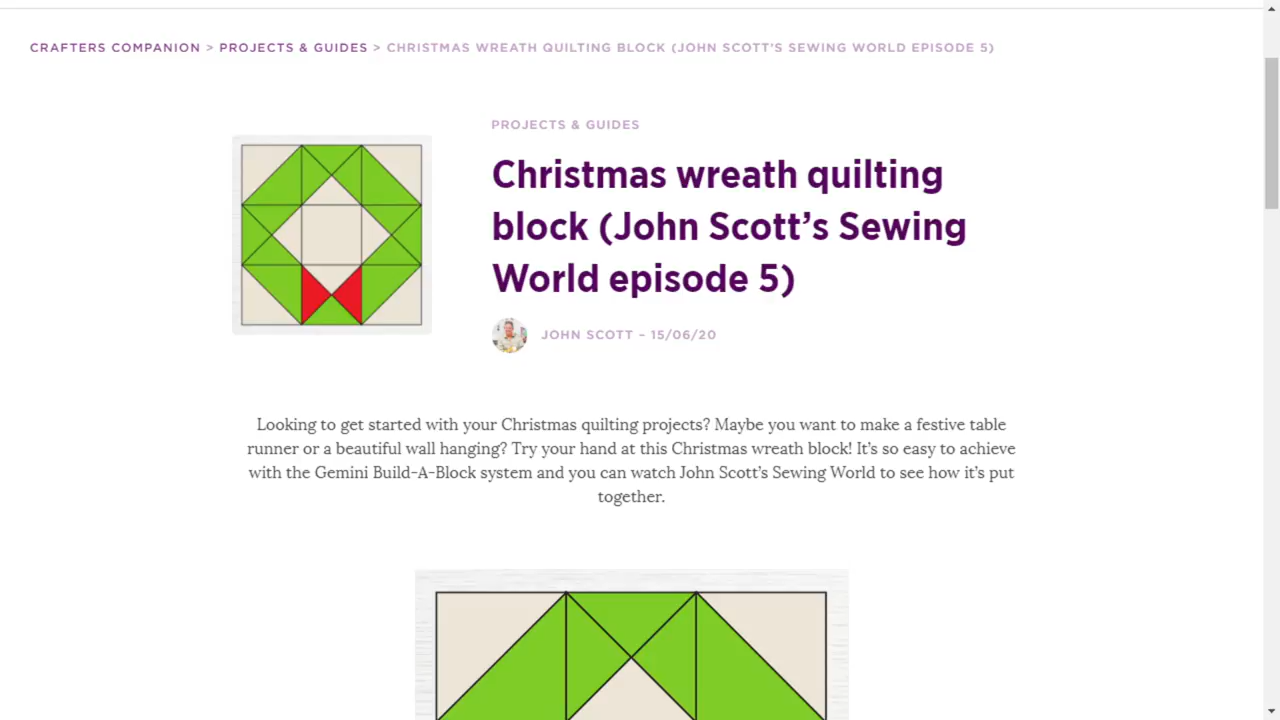 CRAFTERS COMPANION > PROJECTS & GUIDES > CHRISTMAS WREATH QUILTING BLOCK (JOHN SCOTT'S SEWING WORLD EPISODE 5)
PROJECTS & GUIDES
Christmas wreath quilting
block (John Scott’s Sewing
World episode 5)
JOHN SCOTT – 15/06/20
Looking to get started with your Christmas quilting projects? Maybe you want to make a festive table
runner or a beautiful wall hanging? Try your hand at this Christmas wreath block! It’s so easy to achieve
with the Gemini Build-A-Block system and you can watch John Scott’s Sewing World to see how it’s put
together.